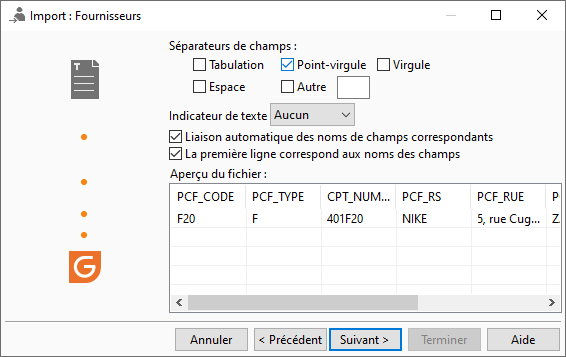 Import : Fournisseurs
Séparateurs de champs :
Tabulation Point-virgule Virgule
Espace Autre
Indicateur de texte Aucun
Liaison automatique des noms de champs correspondants
La première ligne correspond aux noms des champs
Aperçu du fichier :
PCF_CODE PCF_TYPE CPT_NUM... PCF_RS PCF_RUE
F20 F 401F20 NIKE 5, rue Cug... Z
Annuler < Précédent Suivant > Terminer Aide